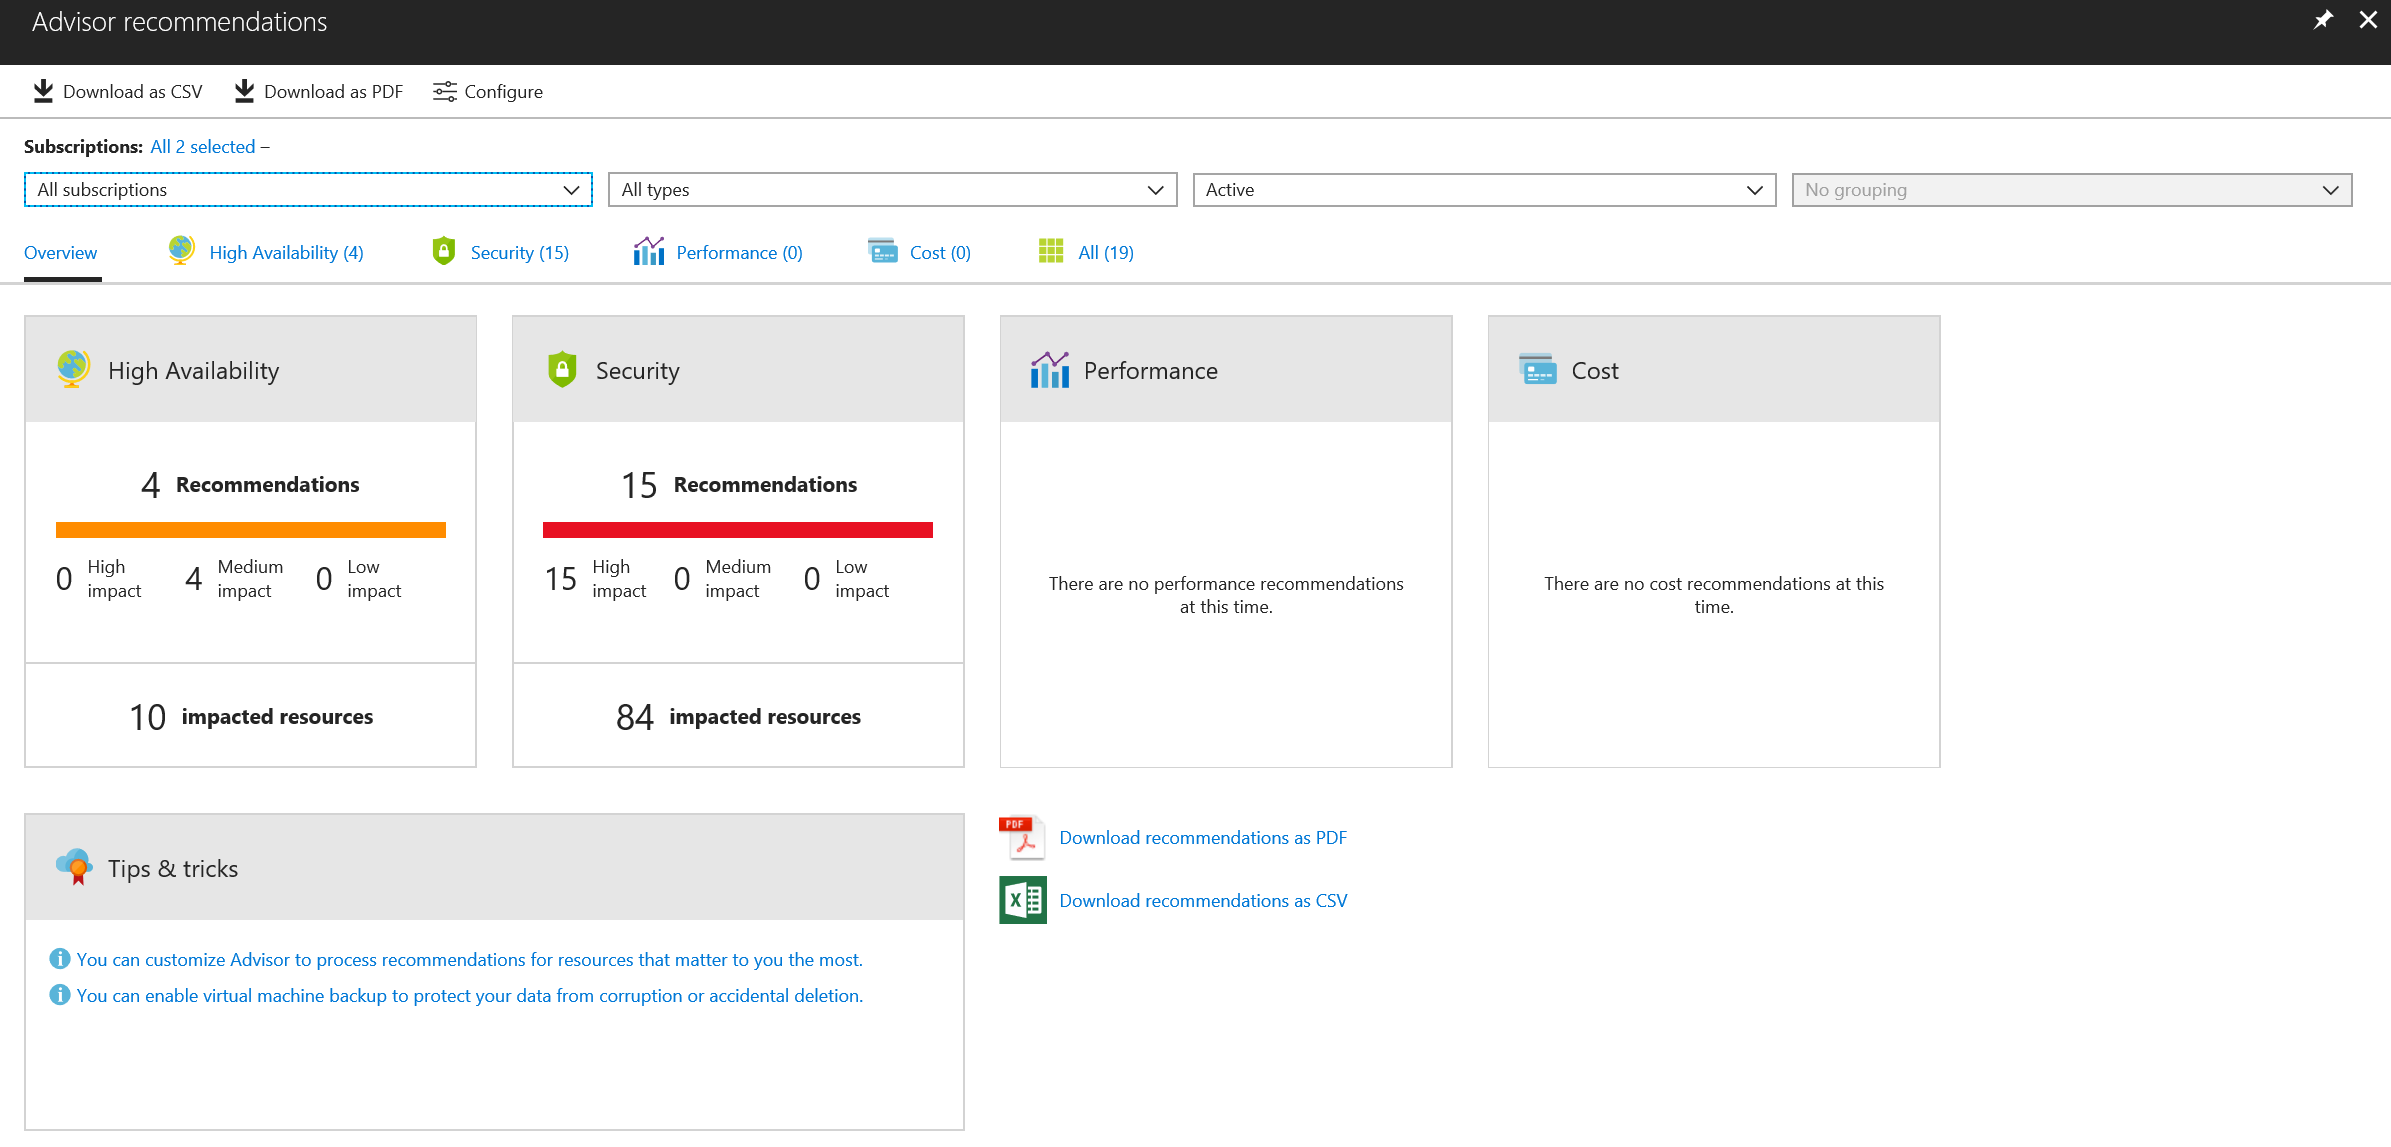 Advisor recommendations
Download as CSV Download as PDF Configure
Subscriptions: All 2 selected –
All subscriptions All types Active No grouping
Overview High Availability (4) Security (15) Performance (0) Cost (0) All (19)
High Availability
4 Recommendations
0 High impact 4 Medium impact 0 Low impact
10 impacted resources
Security
15 Recommendations
15 High impact 0 Medium impact 0 Low impact
84 impacted resources
Performance
There are no performance recommendations
at this time.
Cost
There are no cost recommendations at this
time.
Tips & tricks
You can customize Advisor to process recommendations for resources that matter to you the most.
You can enable virtual machine backup to protect your data from corruption or accidental deletion.
PDF
Download recommendations as PDF
X
Download recommendations as CSV